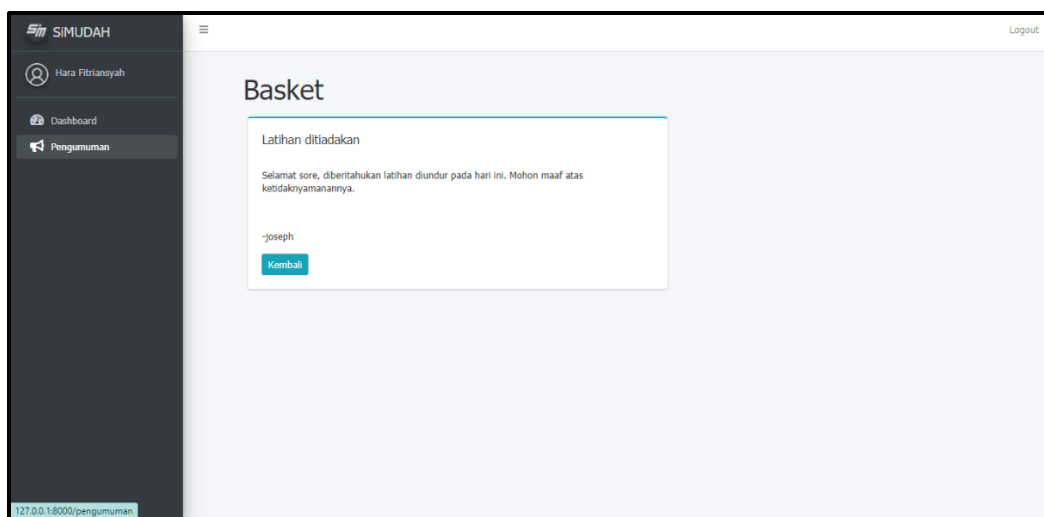 Sim SiMUDAH
Logout
Hara Fitriansyah
Dashboard
Pengumuman
Basket
Latihan ditiadakan
Selamat sore, diberitahukan latihan diundur pada hari ini. Mohon maaf atas
ketidaknyamanannya.
-joseph
Kembali
127.0.0.1:8000/pengumuman